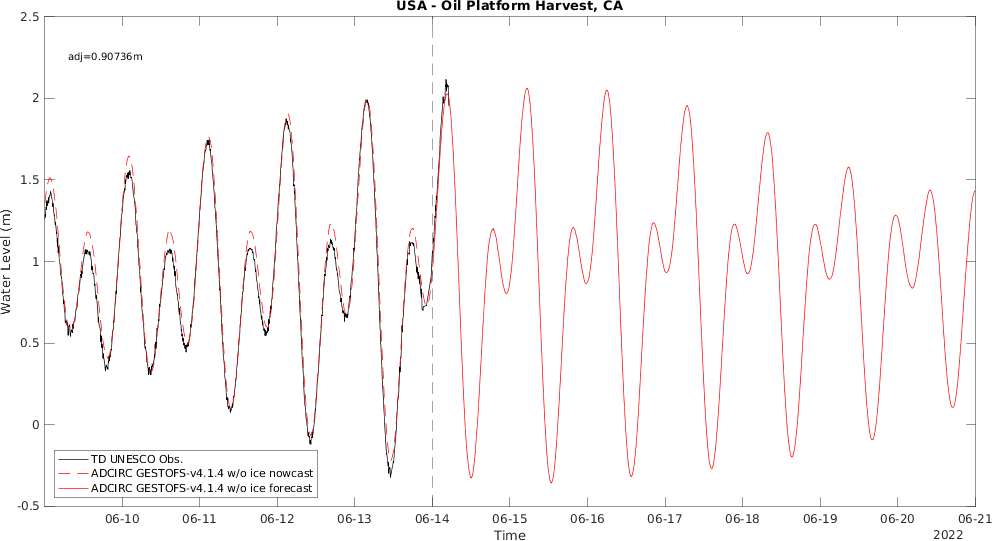 USA - Oil Platform Harvest, CA
2.5
adj=0.90736m
2
1.5
1
0.5
0
-0.5
Water Level (m)
TD UNESCO Obs.
ADCIRC GESTOFS-v4.1.4 w/o ice nowcast
ADCIRC GESTOFS-v4.1.4 w/o ice forecast
06-10 06-11 06-12 06-13 06-14 06-15 06-16 06-17 06-18 06-19 06-20 06-21
Time
2022